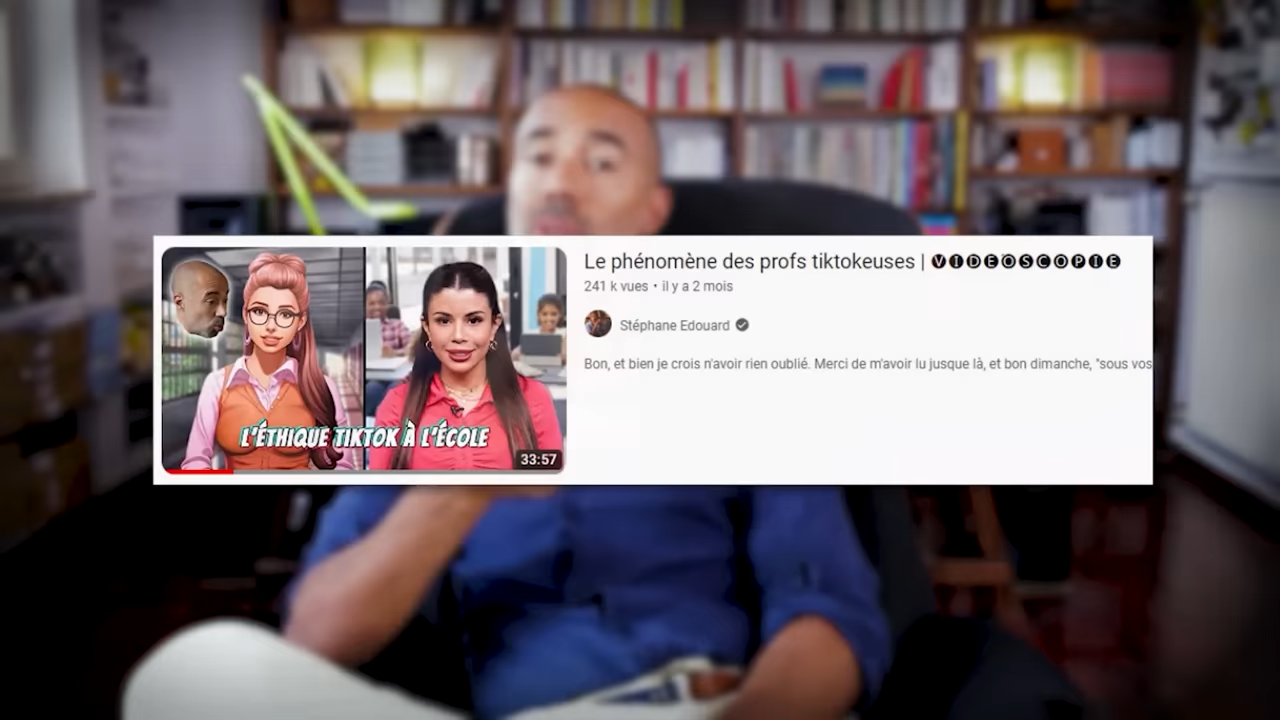 Le phénomène des profs tiktokeuses | 🅥🅘🅓🅔🅞🅢🅒🅞🅟🅘🅔
241 k vues • il y a 2 mois
Stéphane Edouard
Bon, et bien je crois n'avoir rien oublié. Merci de m'avoir lu jusque là, et bon dimanche, "sous vos
L'ÉTHIQUE TIKTOK À L'ÉCOLE
33:57